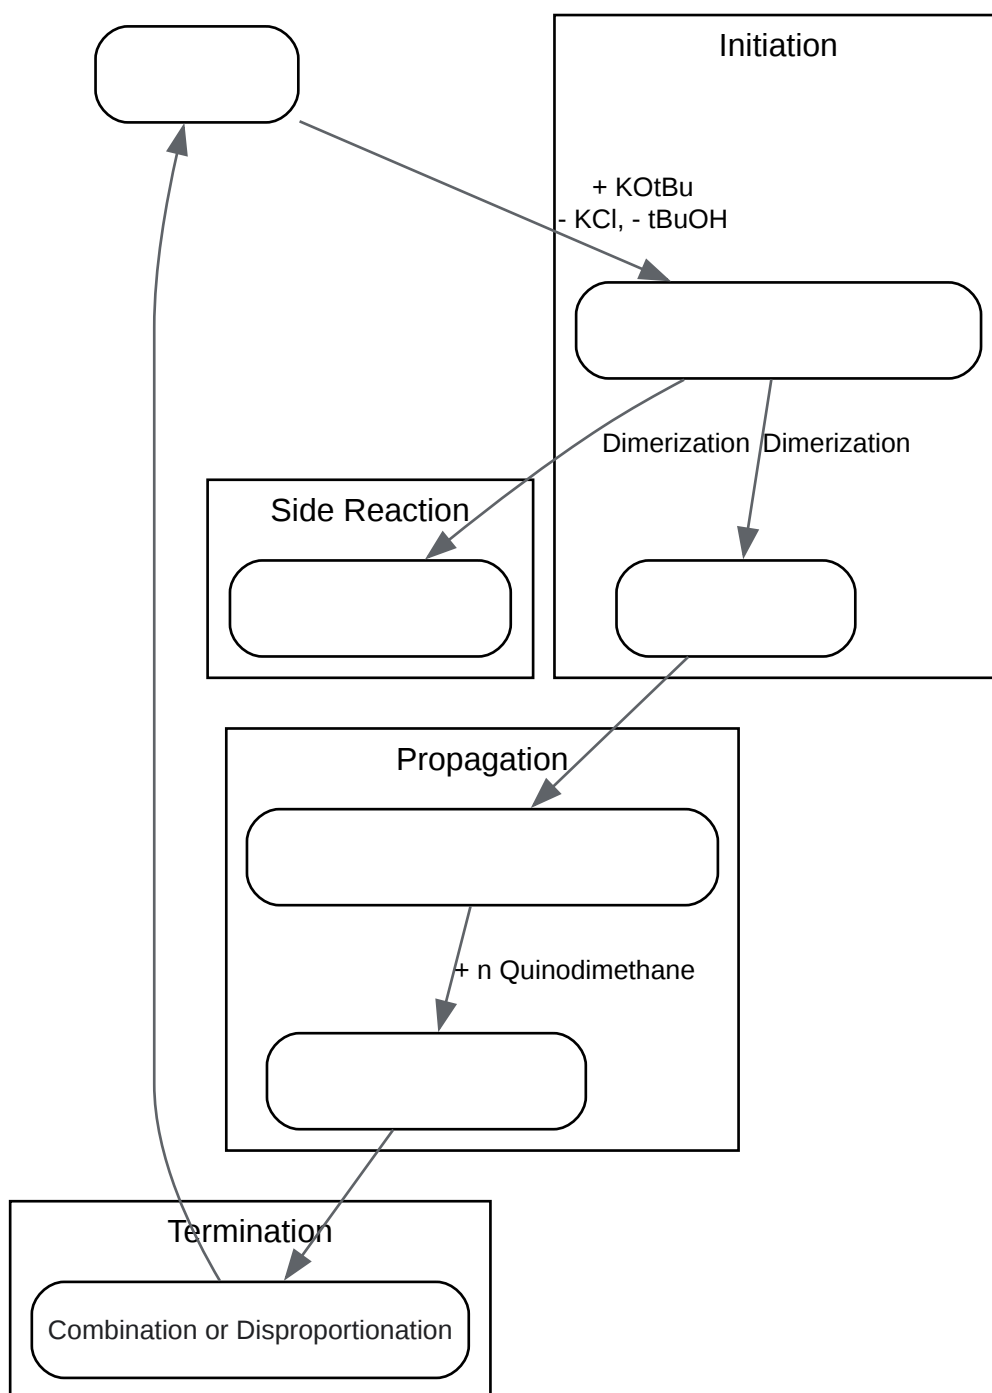 Initiation
+ KOtBu
- KCl, - tBuOH
Dimerization
Dimerization
Side Reaction
Propagation
+ n Quinodimethane
Termination
Combination or Disproportionation